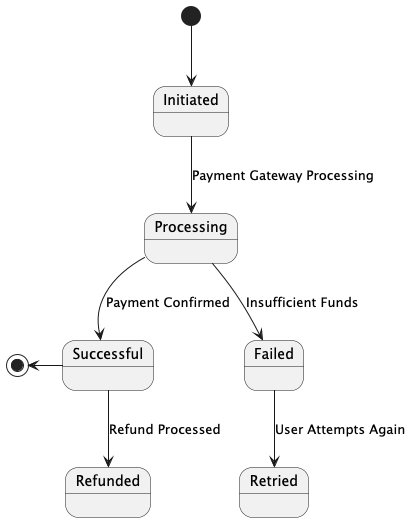 Initiated
Payment Gateway Processing
Processing
Payment Confirmed
Insufficient Funds
Successful
Failed
Refund Processed
User Attempts Again
Refunded
Retried